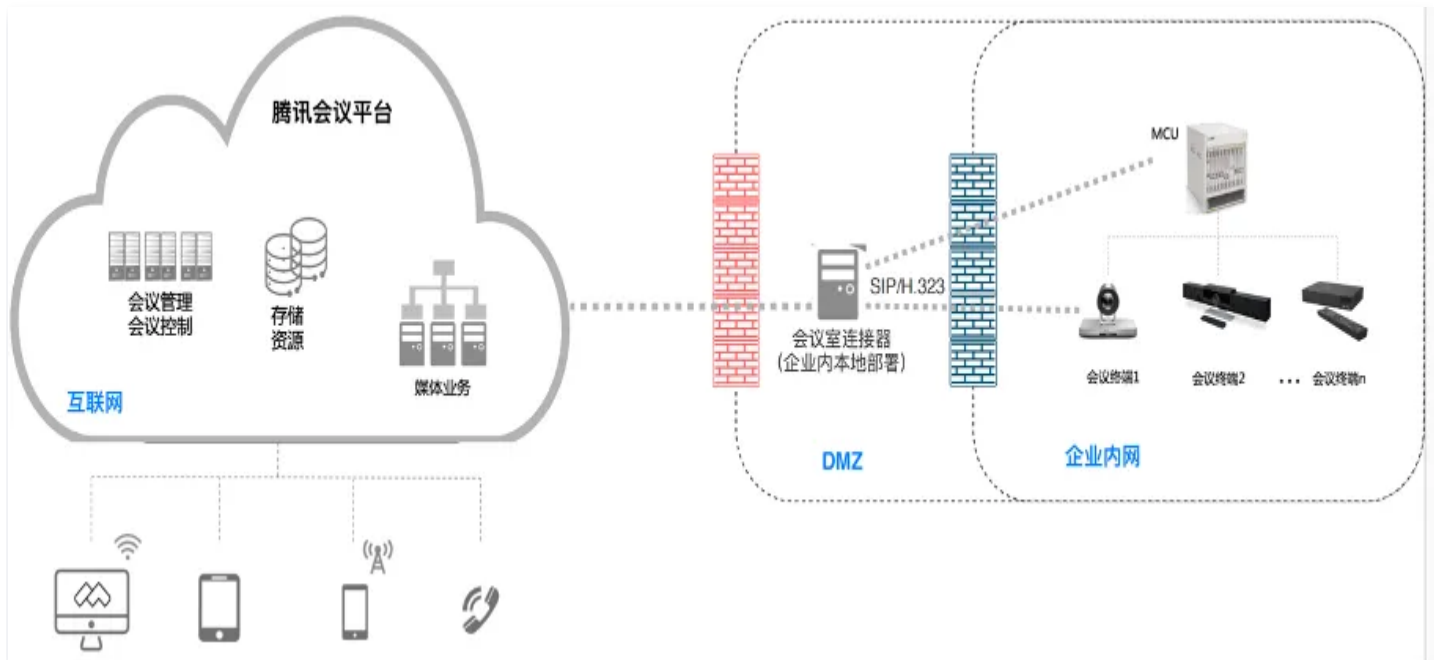 腾讯会议平台
会议管理
会议控制
存储
资源
媒体业务
互联网
MCU
SIP/H.323
会议室连接器
(企业内本地部署)
会议终端1
会议终端2
...
会议终端n
DMZ
企业内网